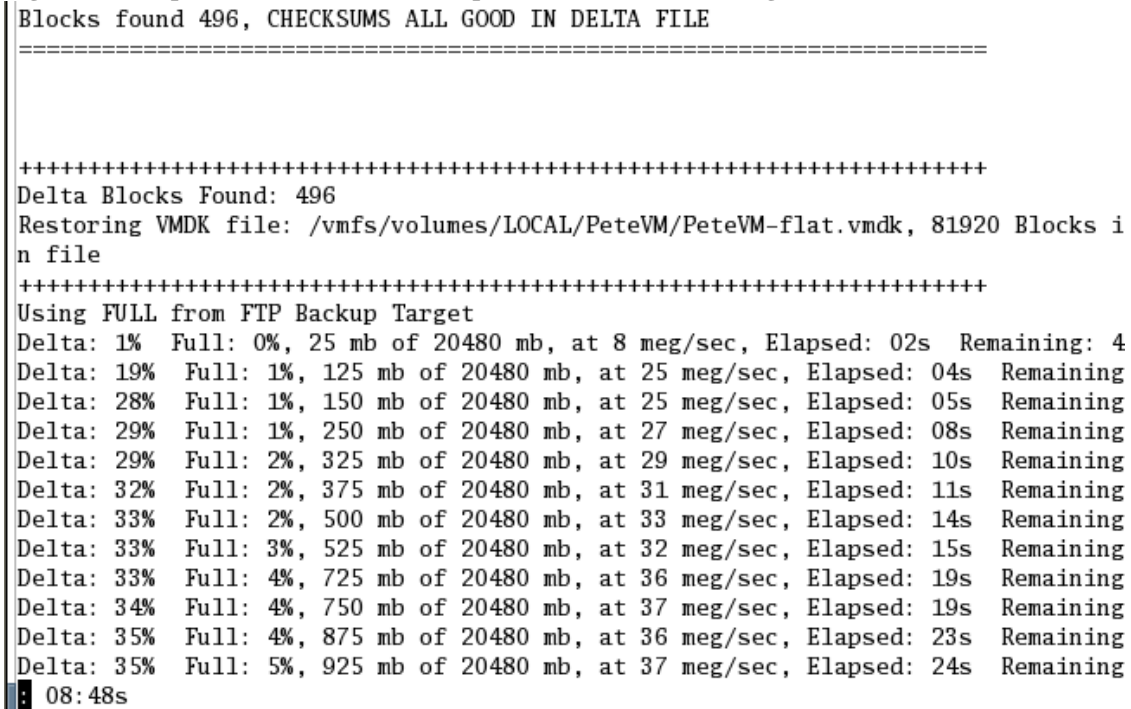 Blocks found 496, CHECKSUMS ALL GOOD IN DELTA FILE
======================================================================
++++++++++++++++++++++++++++++++++++++++++++++++++++++++++++++++++++++
Delta Blocks Found: 496
Restoring VMDK file: /vmfs/volumes/LOCAL/PeteVM/PeteVM-flat.vmdk, 81920 Blocks i
n file
++++++++++++++++++++++++++++++++++++++++++++++++++++++++++++++++++++++
Using FULL from FTP Backup Target
Delta: 1%  Full: 0%, 25 mb of 20480 mb, at 8 meg/sec, Elapsed: 02s  Remaining: 4
Delta: 19%  Full: 1%, 125 mb of 20480 mb, at 25 meg/sec, Elapsed: 04s  Remaining
Delta: 28%  Full: 1%, 150 mb of 20480 mb, at 25 meg/sec, Elapsed: 05s  Remaining
Delta: 29%  Full: 1%, 250 mb of 20480 mb, at 27 meg/sec, Elapsed: 08s  Remaining
Delta: 29%  Full: 2%, 325 mb of 20480 mb, at 29 meg/sec, Elapsed: 10s  Remaining
Delta: 32%  Full: 2%, 375 mb of 20480 mb, at 31 meg/sec, Elapsed: 11s  Remaining
Delta: 33%  Full: 2%, 500 mb of 20480 mb, at 33 meg/sec, Elapsed: 14s  Remaining
Delta: 33%  Full: 3%, 525 mb of 20480 mb, at 32 meg/sec, Elapsed: 15s  Remaining
Delta: 33%  Full: 4%, 725 mb of 20480 mb, at 36 meg/sec, Elapsed: 19s  Remaining
Delta: 34%  Full: 4%, 750 mb of 20480 mb, at 37 meg/sec, Elapsed: 19s  Remaining
Delta: 35%  Full: 4%, 875 mb of 20480 mb, at 36 meg/sec, Elapsed: 23s  Remaining
Delta: 35%  Full: 5%, 925 mb of 20480 mb, at 37 meg/sec, Elapsed: 24s  Remaining
: 08:48s